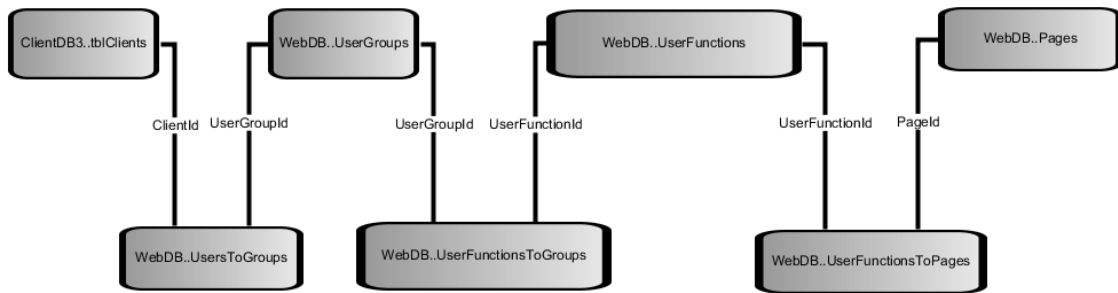 ClientDB3..tblClients
WebDB..UserGroups
WebDB..UserFunctions
WebDB..Pages
ClientId
UserGroupId
UserGroupId
UserFunctionId
UserFunctionId
PageId
WebDB..UsersToGroups
WebDB..UserFunctionsToGroups
WebDB..UserFunctionsToPages